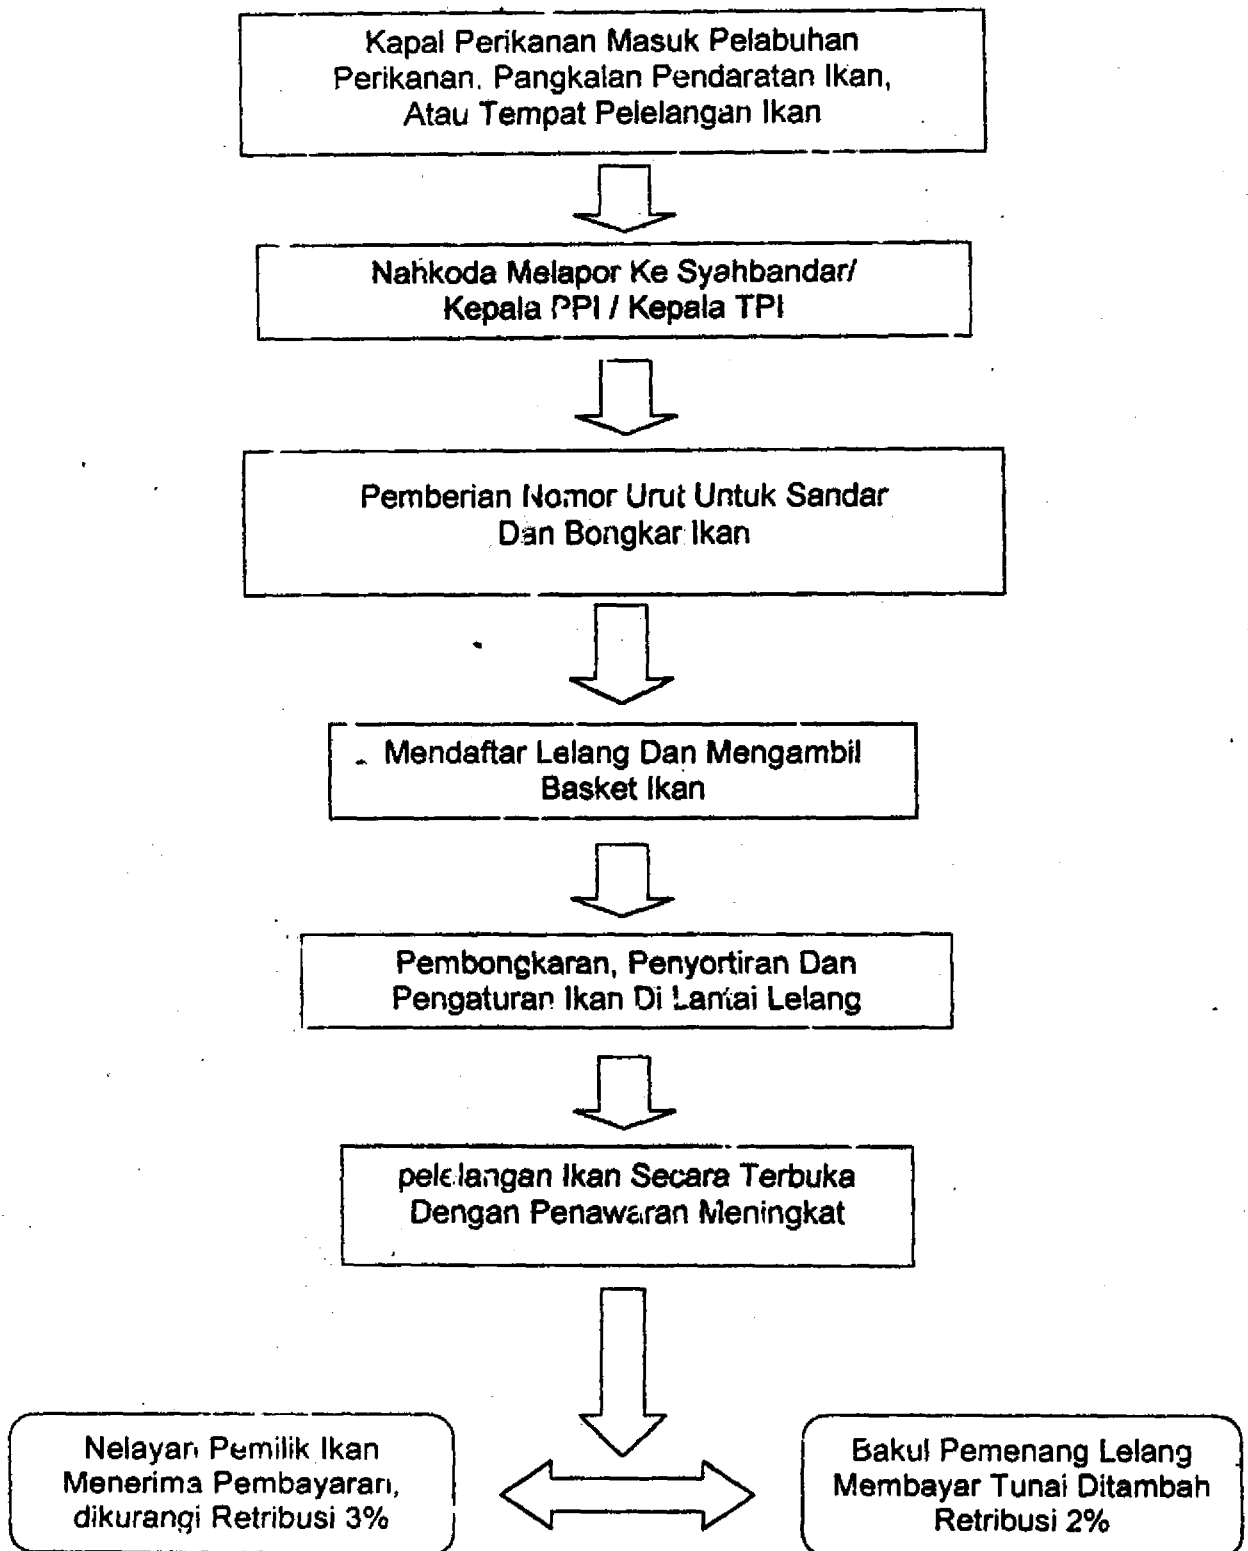 Kapal Perikanan Masuk Pelabuhan
Perikanan, Pangkalan Pendaratan Ikan,
Atau Tempat Pelelangan Ikan
Nahkoda Melapor Ke Syahbandar/
Kepala PPI / Kepala TPI
Pemberian Nomor Urut Untuk Sandar
Dan Bongkar Ikan
Mendaftar Lelang Dan Mengambil
Basket Ikan
Pembongkaran, Penyortiran Dan
Pengaturan Ikan Di Lantai Lelang
pelelangan Ikan Secara Terbuka
Dengan Penawaran Meningkat
Nelayan Pemilik Ikan
Menerima Pembayaran,
dikurangi Retribusi 3%
Bakul Pemenang Lelang
Membayar Tunai Ditambah
Retribusi 2%